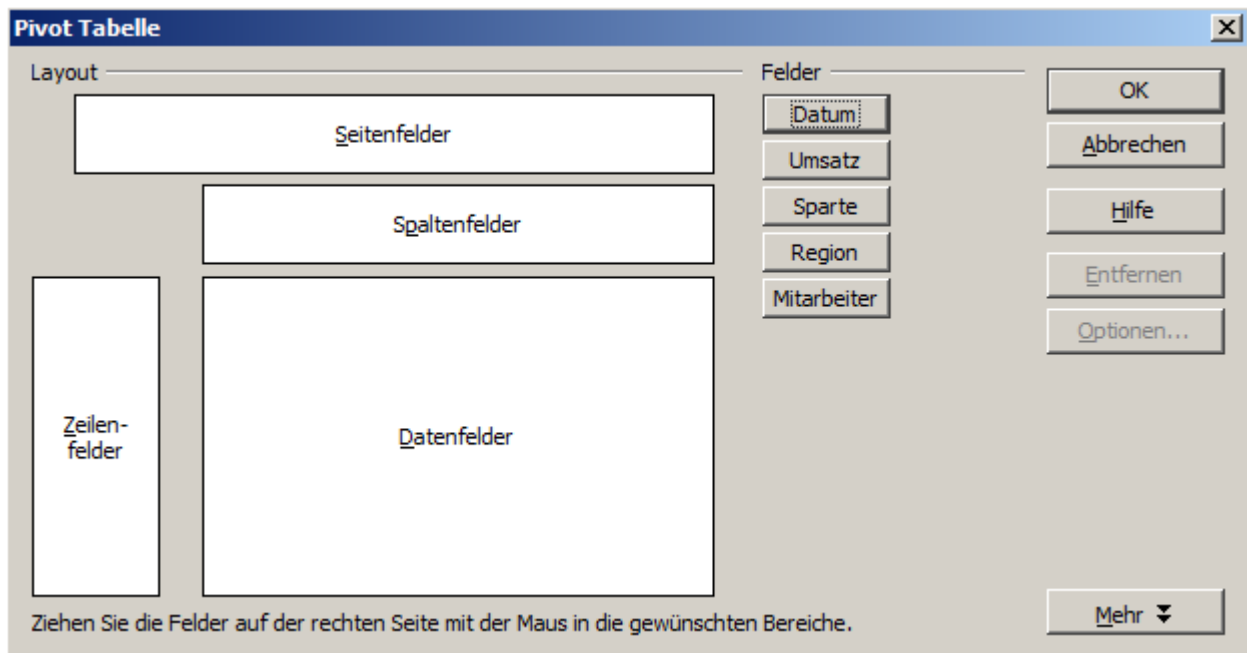 Pivot Tabelle
Layout
Seitenfelder
Spaltenfelder
Zeilen-
felder
Datenfelder
Felder
Datum
Umsatz
Sparte
Region
Mitarbeiter
OK
Abbrechen
Hilfe
Entfernen
Optionen...
Mehr
Ziehen Sie die Felder auf der rechten Seite mit der Maus in die gewünschten Bereiche.